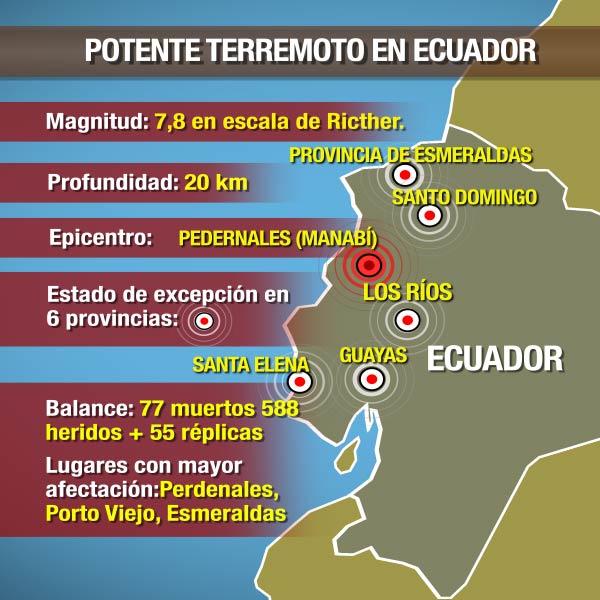 POTENTE TERREMOTO EN ECUADOR
Magnitud: 7,8 en escala de Ricther.
PROVINCIA DE ESMERALDAS
Profundidad: 20 km
SANTO DOMINGO
Epicentro: PEDERNALES (MANABÍ)
Estado de excepción en
6 provincias:
LOS RÍOS
SANTA ELENA
GUAYAS
ECUADOR
Balance: 77 muertos 588
heridos + 55 réplicas
Lugares con mayor
afectación:Perdenales,
Porto Viejo, Esmeraldas